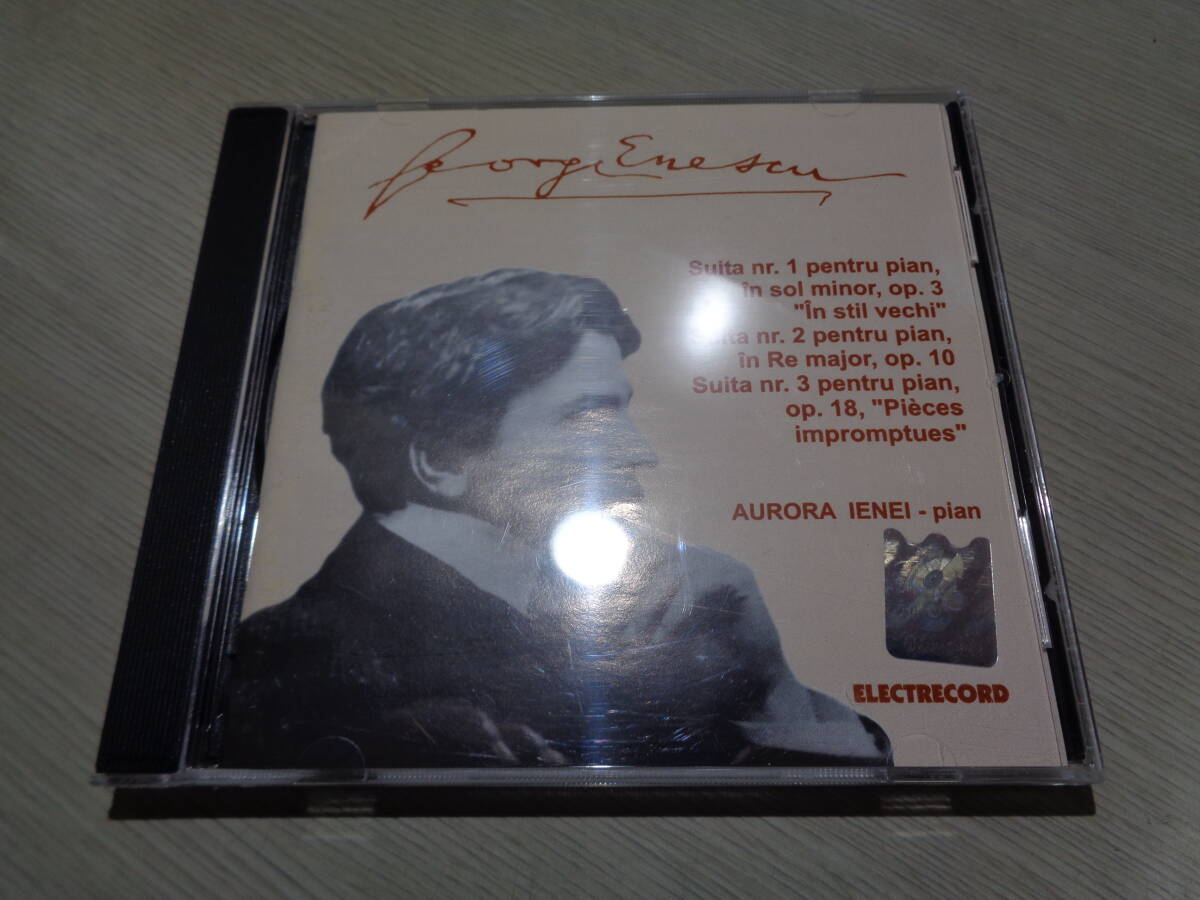 George Enescu
Suita nr. 1 pentru pian,
în sol minor, op. 3
"În stil vechi"
Suita nr. 2 pentru pian,
în Re major, op. 10
Suita nr. 3 pentru pian,
op. 18, "Pièces
impromptues"
AURORA IENEI - pian
ELECTRECORD